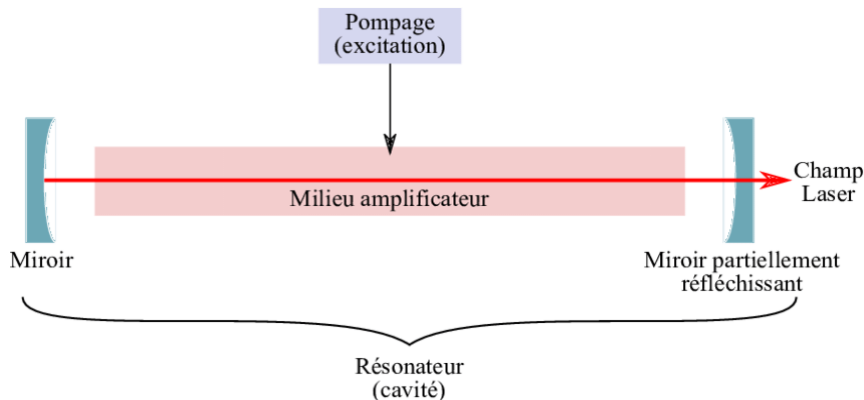 Pompage
(excitation)
Champ
Laser
Milieu amplificateur
Miroir
Miroir partiellement
réfléchissant
Résonateur
(cavité)